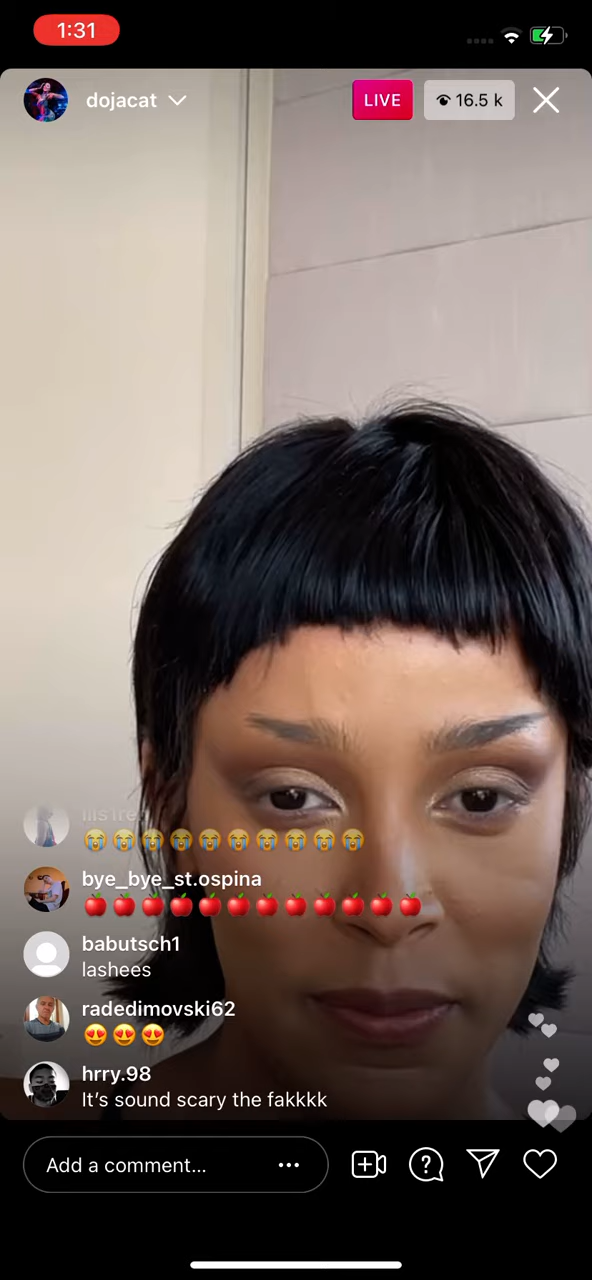 1:31
dojacat
LIVE
16.5 k
😭😭😭😭😭😭😭😭😭😭
bye_bye_st.ospina
🍎🍎🍎🍎🍎🍎🍎🍎🍎🍎🍎🍎
babutsch1
lashees
radedimovski62
😍😍😍
hrry.98
It's sound scary the fakkkk
Add a comment...